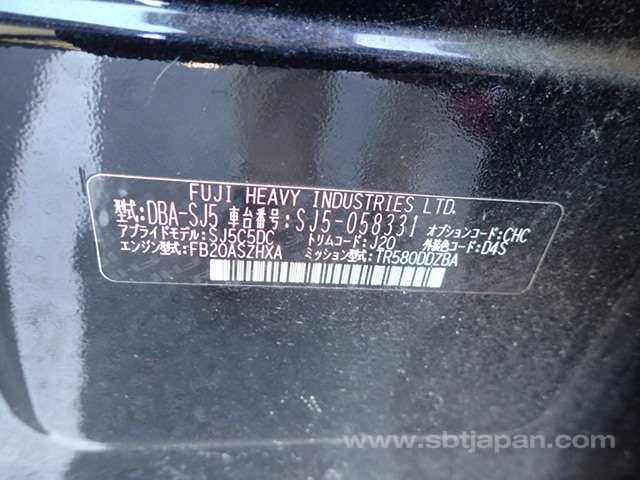 FUJI HEAVY INDUSTRIES LTD.
型式:DBA-SJ5 車台番号:SJ5-058331 オプションコード:CHC
アプライドモデル:SJ5C5DC トリムコード:J20 外装色コード:D4S
エンジン型式:FB20ASZHXA ミッション型式:TR580DDZBA
www.sbtjapan.com